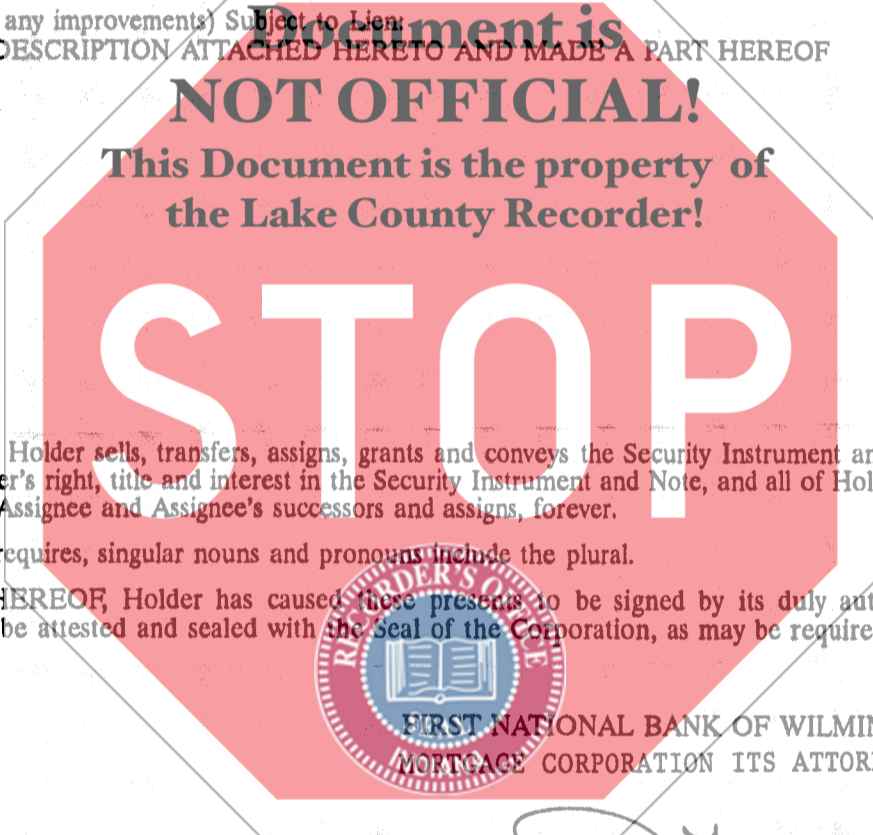 any improvements) Subject to Lien:
Document is
DESCRIPTION ATTACHED HERETO AND MADE A PART HEREOF
NOT OFFICIAL!
This Document is the property of
the Lake County Recorder!
STOP
Holder sells, transfers, assigns, grants and conveys the Security Instrument
er's right, title and interest in the Security Instrument and Note, and all of Hol
Assignee and Assignee's successors and assigns, forever.
equires, singular nouns and pronouns include the plural.
HEREOF, Holder has caused these presents to be signed by its duly aut
be attested and sealed with the Seal of the Corporation, as may be require
RECORDER'S OFFICE
FIRST NATIONAL BANK OF WILMIN
MORTGAGE CORPORATION ITS ATTOR